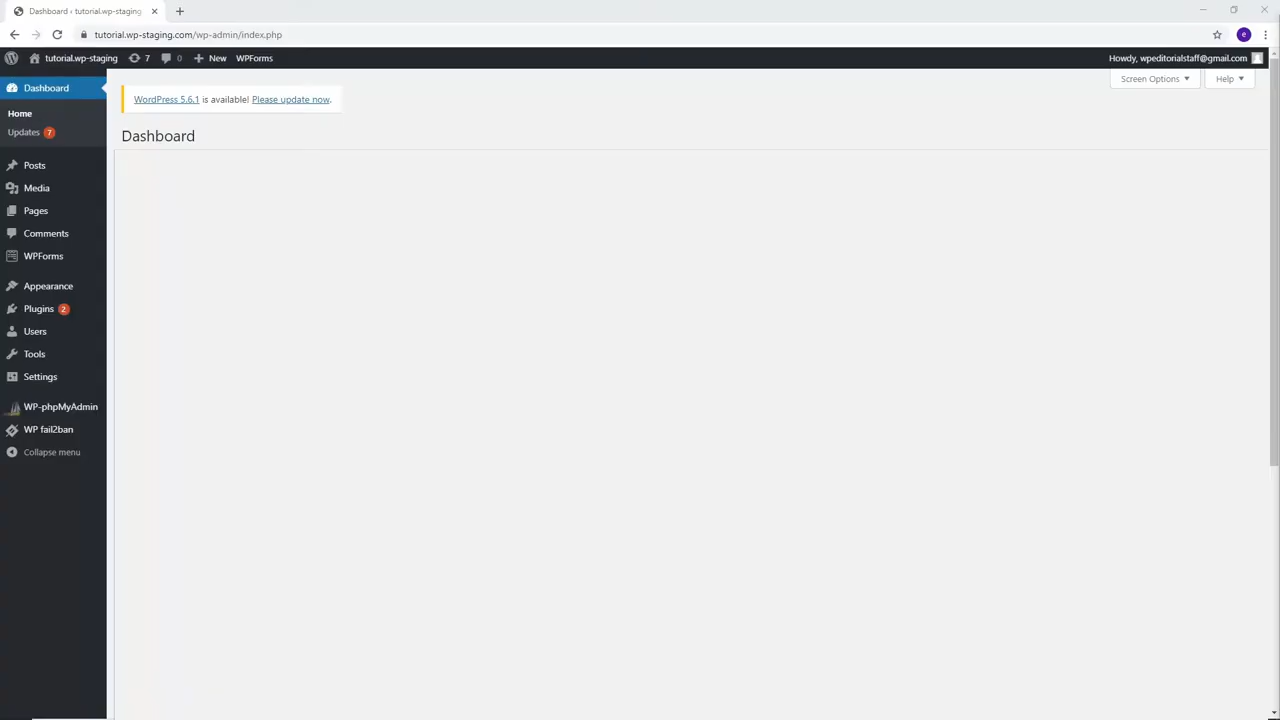 Dashboard ‹ tutorial.wp-staging
tutorial.wp-staging.com/wp-admin/index.php
e
tutorial.wp-staging 7 0 New WPForms Howdy, wpeditorialstaff@gmail.com
Screen Options Help
Dashboard
Home
Updates 7
Posts
Media
Pages
Comments
WPForms
Appearance
Plugins 2
Users
Tools
Settings
WP-phpMyAdmin
WP fail2ban
Collapse menu
WordPress 5.6.1 is available! Please update now.
Dashboard